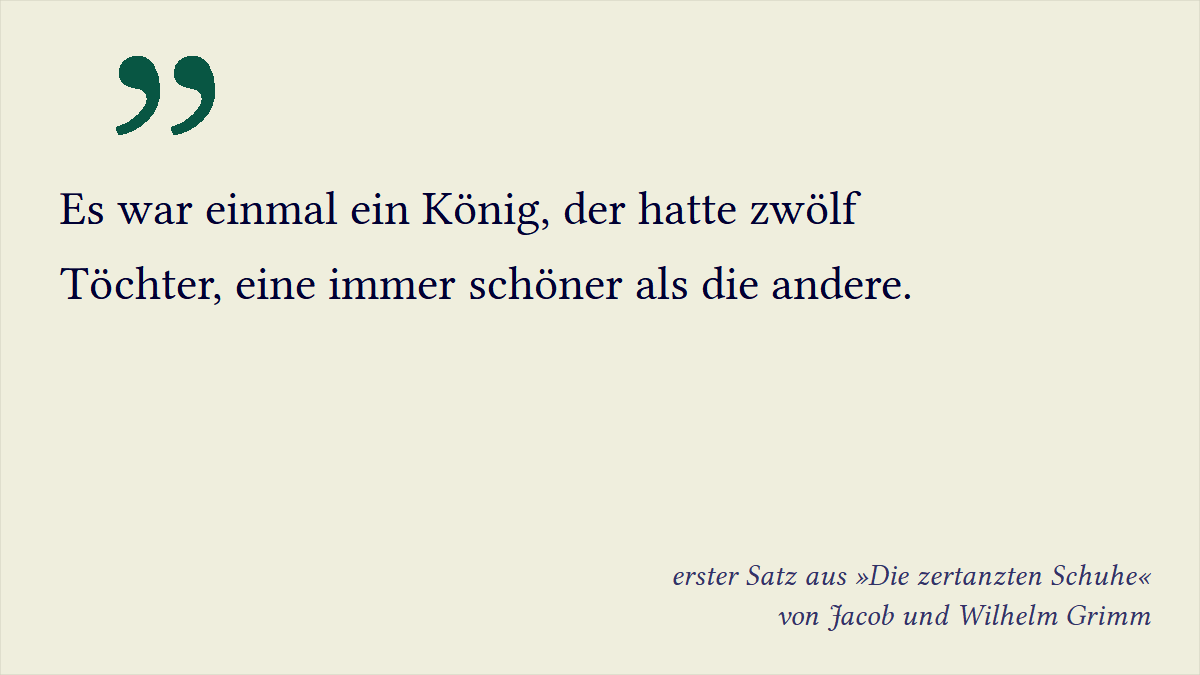 ”
Es war einmal ein König, der hatte zwölf
Töchter, eine immer schöner als die andere.
erster Satz aus »Die zertanzten Schuhe«
von Jacob und Wilhelm Grimm